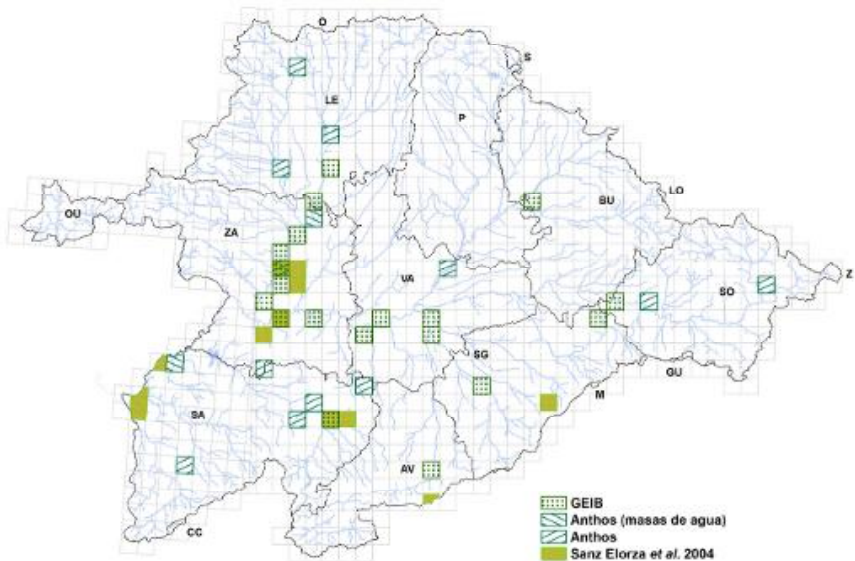 O
S
LE
P
LO
BU
OU
ZA
VA
SO
Z
SG
GU
M
SA
AV
CC
GEIB
Anthos (masas de agua)
Anthos
Sanz Elorza et al. 2004